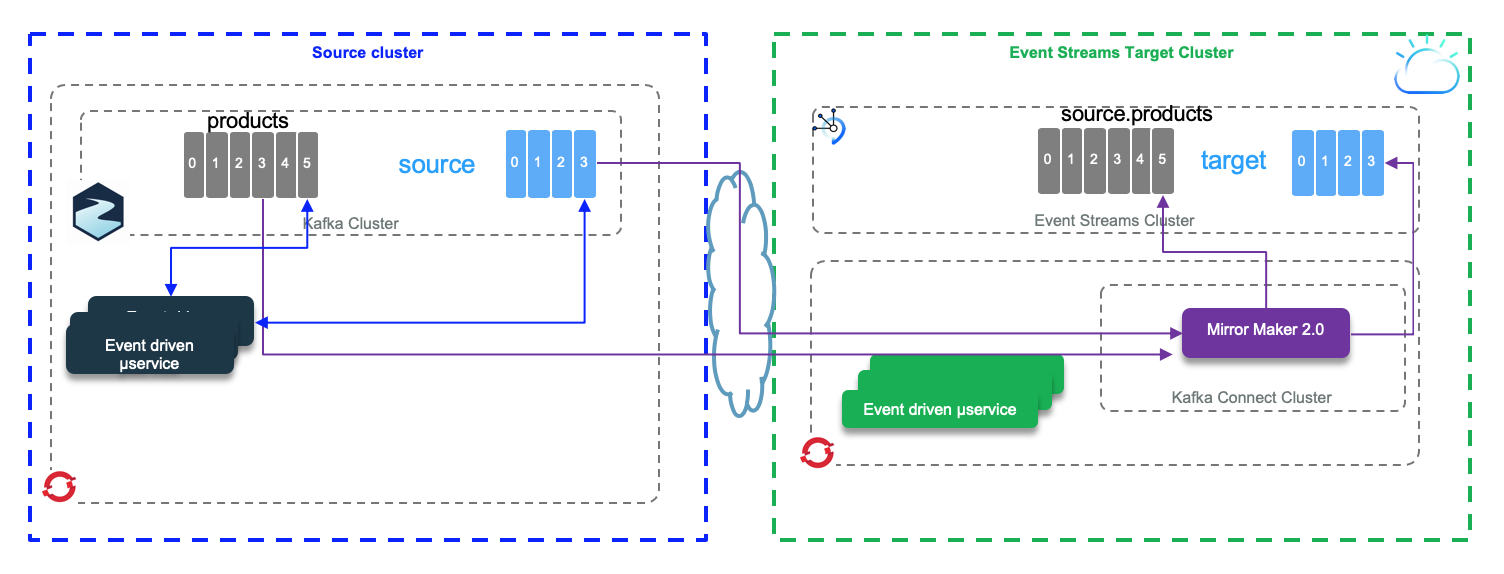 Source cluster
products
0 1 2 3 4 5
source
0 1 2 3
Kafka Cluster
Event driven
μservice
Event Streams Target Cluster
source.products
0 1 2 3 4 5
target
0 1 2 3
Event Streams Cluster
Mirror Maker 2.0
Kafka Connect Cluster
Event driven μservice